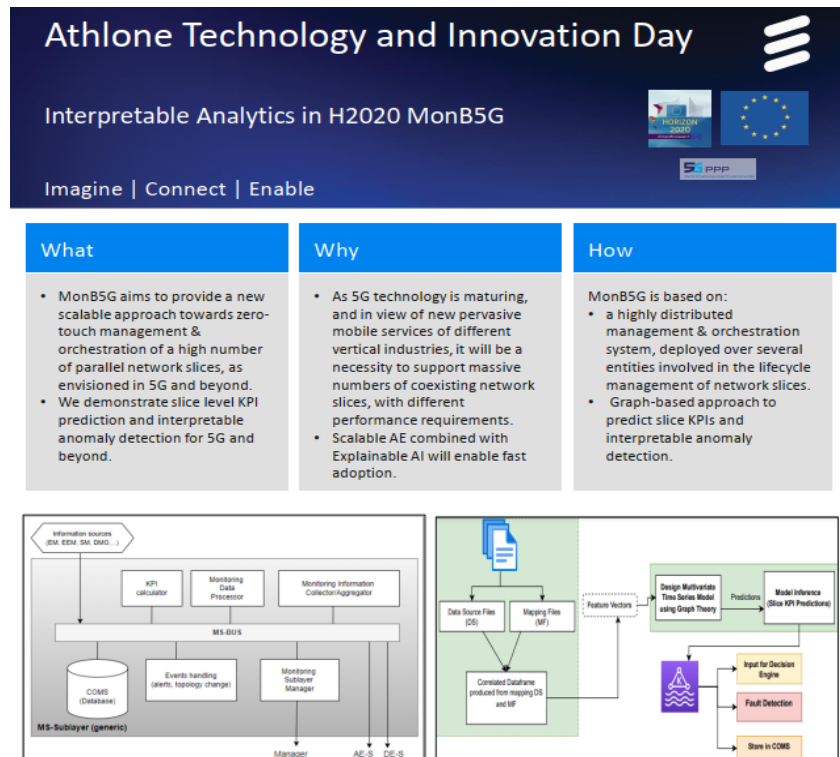 Athlone Technology and Innovation Day
Interpretable Analytics in H2020 MonB5G
HORIZON
2020
5G PPP
Imagine | Connect | Enable
What
• MonB5G aims to provide a new
scalable approach towards zero-
touch management &
orchestration of a high number
of parallel network slices, as
envisioned in 5G and beyond.
• We demonstrate slice level KPI
prediction and interpretable
anomaly detection for 5G and
beyond.
Why
• As 5G technology is maturing,
and in view of new pervasive
mobile services of different
vertical industries, it will be a
necessity to support massive
numbers of coexisting network
slices, with different
performance requirements.
• Scalable AE combined with
Explainable AI will enable fast
adoption.
How
MonB5G is based on:
• a highly distributed
management & orchestration
system, deployed over several
entities involved in the lifecycle
management of network slices.
• Graph-based approach to
predict slice KPIs and
interpretable anomaly
detection.
Information sources
(EM, EEM, SM, DMO...)
KPI
calculator
Monitoring
Data
Processor
Monitoring Information
Collector/Aggregator
MS-BUS
COMS
(Database)
Events handling
(alerts, topology change)
Monitoring
Sublayer
Manager
MS-Sublayer (generic)
Manager
AE-S
DE-S
Data Source Files
(DS)
Mapping Files
(MF)
Correlated Dataframe
produced from mapping DS
and MF
Feature Vectors
Design Multivariate
Time Series Model
using Graph Theory
Predictions
Model Inference
(Slice KPI Predictions)
Input for Decision
Engine
Fault Detection
Store in COMS